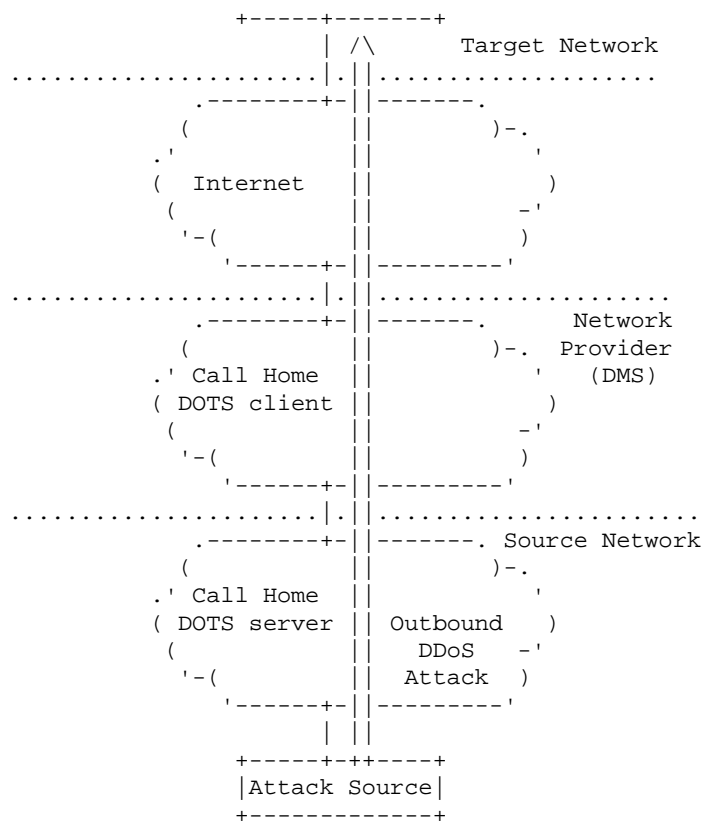 Target Network
Internet
Network
Provider
(DMS)
Call Home
DOTS client
Source Network
Call Home
DOTS server
Outbound
DDoS
Attack
Attack Source